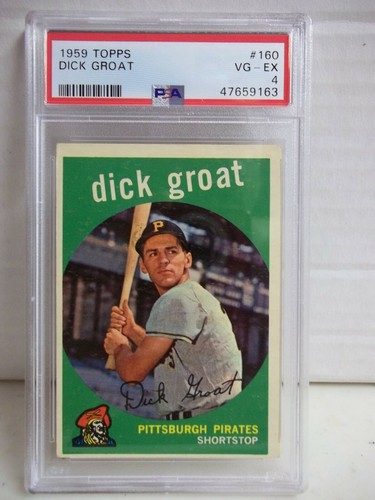 1959 TOPPS #160
DICK GROAT VG-EX
4
PSA 47659163
dick groat
P
Dick Groat
PITTSBURGH PIRATES
SHORTSTOP